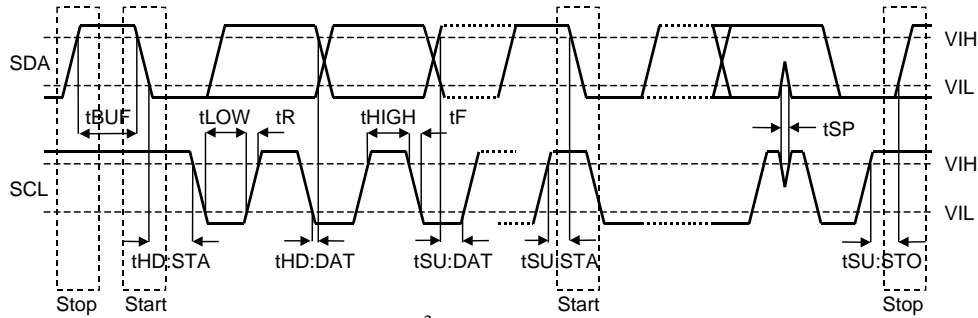 VIH
SDA
VIL
tBUF
tLOW
tR
tHIGH
tF
tSP
VIH
SCL
VIL
tHD:STA
tHD:DAT
tSU:DAT
tSU:STA
tSU:STO
Stop
Start
2
Start
Stop